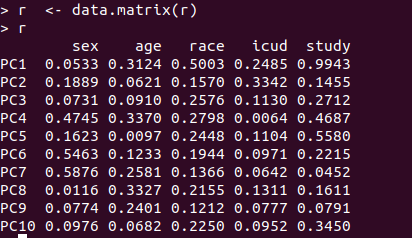 > r  <- data.matrix(r)
> r
        sex    age   race   icud  study
PC1  0.0533 0.3124 0.5003 0.2485 0.9943
PC2  0.1889 0.0621 0.1570 0.3342 0.1455
PC3  0.0731 0.0910 0.2576 0.1130 0.2712
PC4  0.4745 0.3370 0.2798 0.0064 0.4687
PC5  0.1623 0.0097 0.2448 0.1104 0.5580
PC6  0.5463 0.1233 0.1944 0.0971 0.2215
PC7  0.5876 0.2581 0.1366 0.0642 0.0452
PC8  0.0116 0.3327 0.2155 0.1311 0.1611
PC9  0.0774 0.2401 0.1212 0.0777 0.0791
PC10 0.0976 0.0682 0.2250 0.0952 0.3450